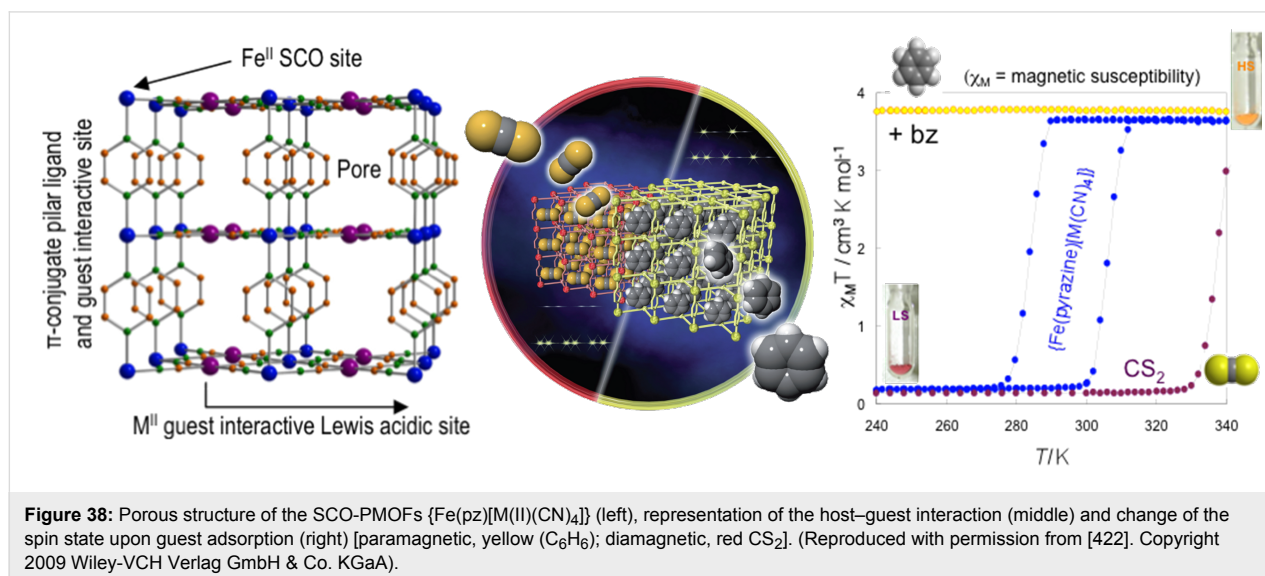 Fe^II SCO site
π-conjugate pilar ligand
and guest interactive site
Pore
M^II guest interactive Lewis acidic site
(χ_M = magnetic susceptibility)
HS
4
+ bz
3
2
1
0
χ_MT / cm³ K mol⁻¹
{Fe(pyrazine)[M(CN)₄]}
LS
CS₂
240
260
280
300
320
340
T/K
Figure 38: Porous structure of the SCO-PMOFs {Fe(pz)[M(II)(CN)₄]} (left), representation of the host–guest interaction (middle) and change of the
spin state upon guest adsorption (right) [paramagnetic, yellow (C₆H₆); diamagnetic, red CS₂]. (Reproduced with permission from [422]. Copyright
2009 Wiley-VCH Verlag GmbH & Co. KGaA).